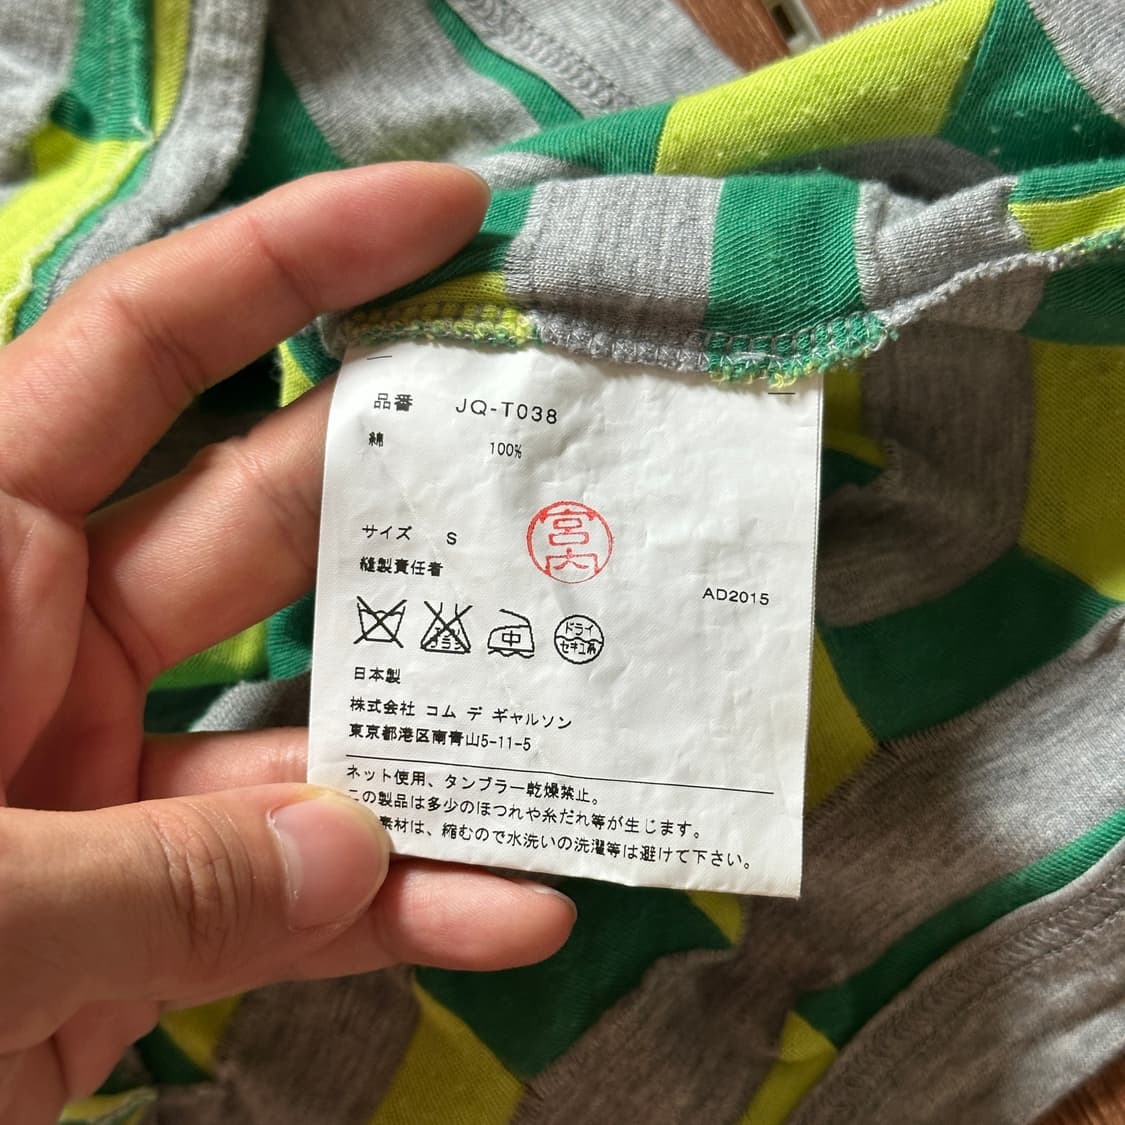 品番 JQ-T038
綿 100%
サイズ S
宮内
縫製責任者
AD2015
中
ドライ
セキユ系
日本製
株式会社 コム デ ギャルソン
東京都港区南青山5-11-5
ネット使用、タンブラー乾燥禁止。
この製品は多少のほつれや糸だれ等が生じます。
素材は、縮むので水洗いの洗濯等は避けて下さい。